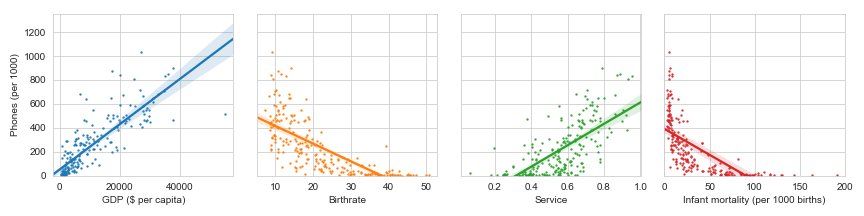 1200
1000
800
600
400
200
0
Phones (per 1000)
0 20000 40000
GDP ($ per capita)
10 20 30 40 50
Birthrate
0.2 0.4 0.6 0.8 1.0
Service
0 50 100 150 200
Infant mortality (per 1000 births)